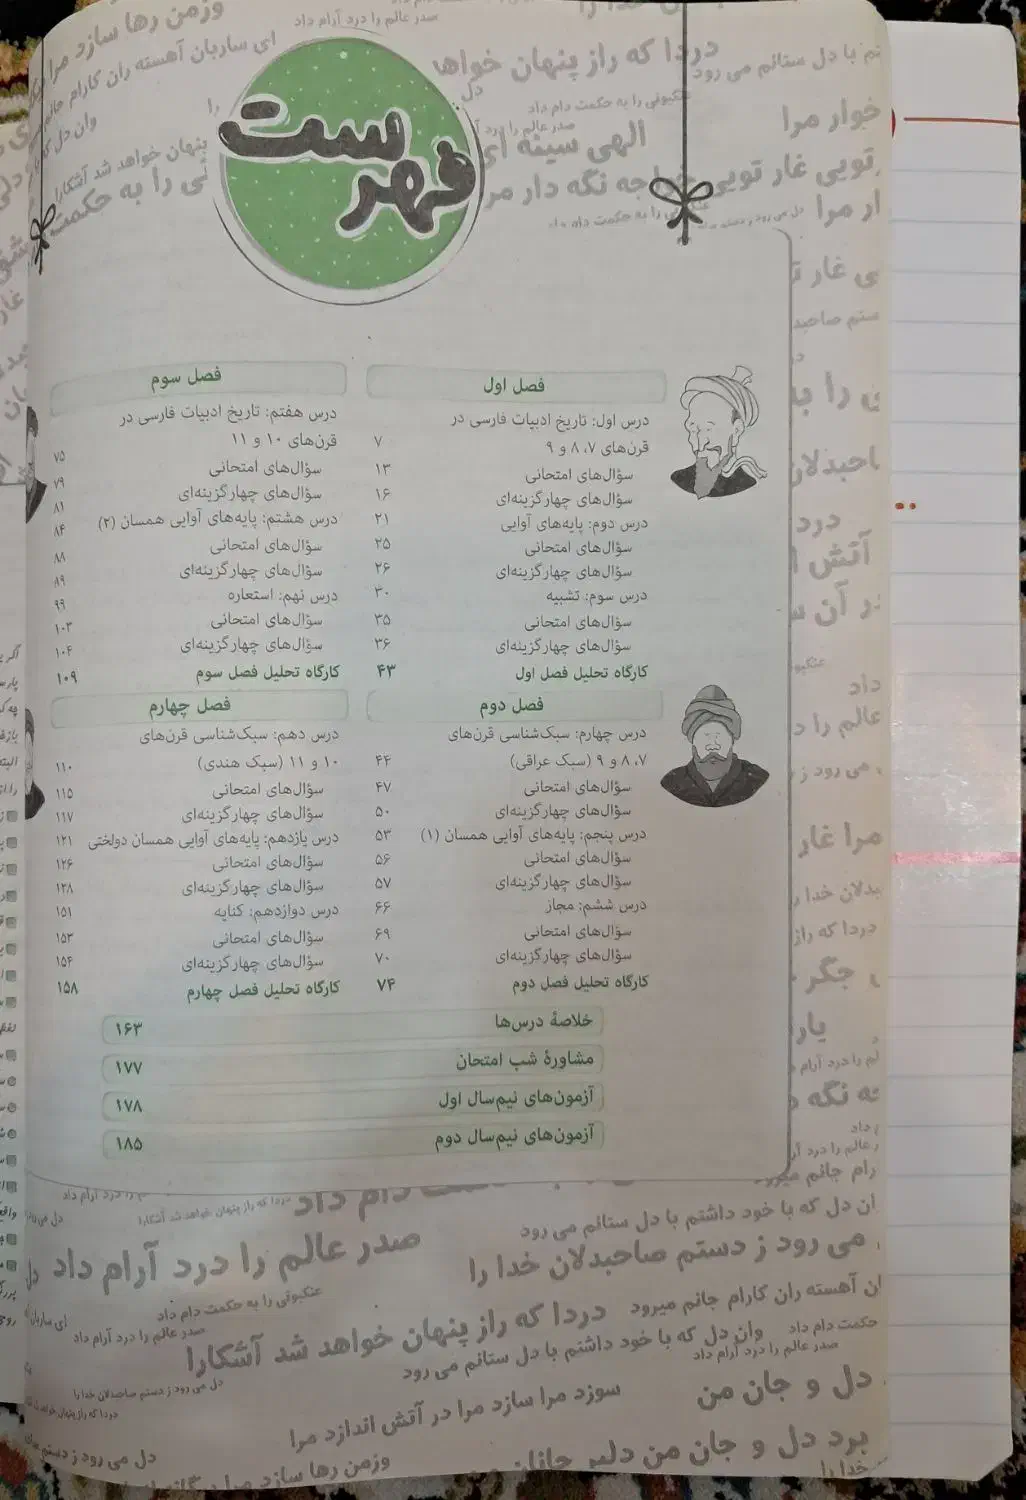 فهرست
فصل اول
درس اول: تاریخ ادبیات فارسی در
قرن‌های ۷، ۸ و ۹ ۷
سؤال‌های امتحانی ۱۳
سؤال‌های چهارگزینه‌ای ۱۶
درس دوم: پایه‌های آوایی ۲۱
سؤال‌های امتحانی ۲۵
سؤال‌های چهارگزینه‌ای ۲۶
درس سوم: تشبیه ۳۰
سؤال‌های امتحانی ۳۵
سؤال‌های چهارگزینه‌ای ۳۶
کارگاه تحلیل فصل اول ۴۳
فصل دوم
درس چهارم: سبک‌شناسی قرن‌های
۷، ۸ و ۹ (سبک عراقی) ۴۴
سؤال‌های امتحانی ۴۷
سؤال‌های چهارگزینه‌ای ۵۰
درس پنجم: پایه‌های آوایی همسان (۱) ۵۳
سؤال‌های امتحانی ۵۶
سؤال‌های چهارگزینه‌ای ۵۷
درس ششم: مجاز ۶۶
سؤال‌های امتحانی ۶۹
سؤال‌های چهارگزینه‌ای ۷۰
کارگاه تحلیل فصل دوم ۷۴
فصل سوم
درس هفتم: تاریخ ادبیات فارسی در
قرن‌های ۱۰ و ۱۱ ۷۵
سؤال‌های امتحانی ۷۹
سؤال‌های چهارگزینه‌ای ۸۱
درس هشتم: پایه‌های آوایی همسان (۲) ۸۴
سؤال‌های امتحانی ۸۸
سؤال‌های چهارگزینه‌ای ۸۹
درس نهم: استعاره ۹۹
سؤال‌های امتحانی ۱۰۳
سؤال‌های چهارگزینه‌ای ۱۰۴
کارگاه تحلیل فصل سوم ۱۰۹
فصل چهارم
درس دهم: سبک‌شناسی قرن‌های
۱۰ و ۱۱ (سبک هندی) ۱۱۰
سؤال‌های امتحانی ۱۱۵
سؤال‌های چهارگزینه‌ای ۱۱۷
درس یازدهم: پایه‌های آوایی همسان دولختی ۱۲۱
سؤال‌های امتحانی ۱۲۶
سؤال‌های چهارگزینه‌ای ۱۲۸
درس دوازدهم: کنایه ۱۵۱
سؤال‌های امتحانی ۱۵۳
سؤال‌های چهارگزینه‌ای ۱۵۴
کارگاه تحلیل فصل چهارم ۱۵۸
خلاصهٔ درس‌ها ۱۶۳
مشاورهٔ شب امتحان ۱۷۷
آزمون‌های نیم‌سال اول ۱۷۸
آزمون‌های نیم‌سال دوم ۱۸۵
صدر عالم را درد آرام داد
می رود ز دستم صاحبدلان خدا را
دردا که راز پنهان خواهد شد آشکارا
وان دل که با خود داشتم با دل ستانم می رود
دل و جان من
سوزد مرا سازد مرا در آتش اندازد مرا